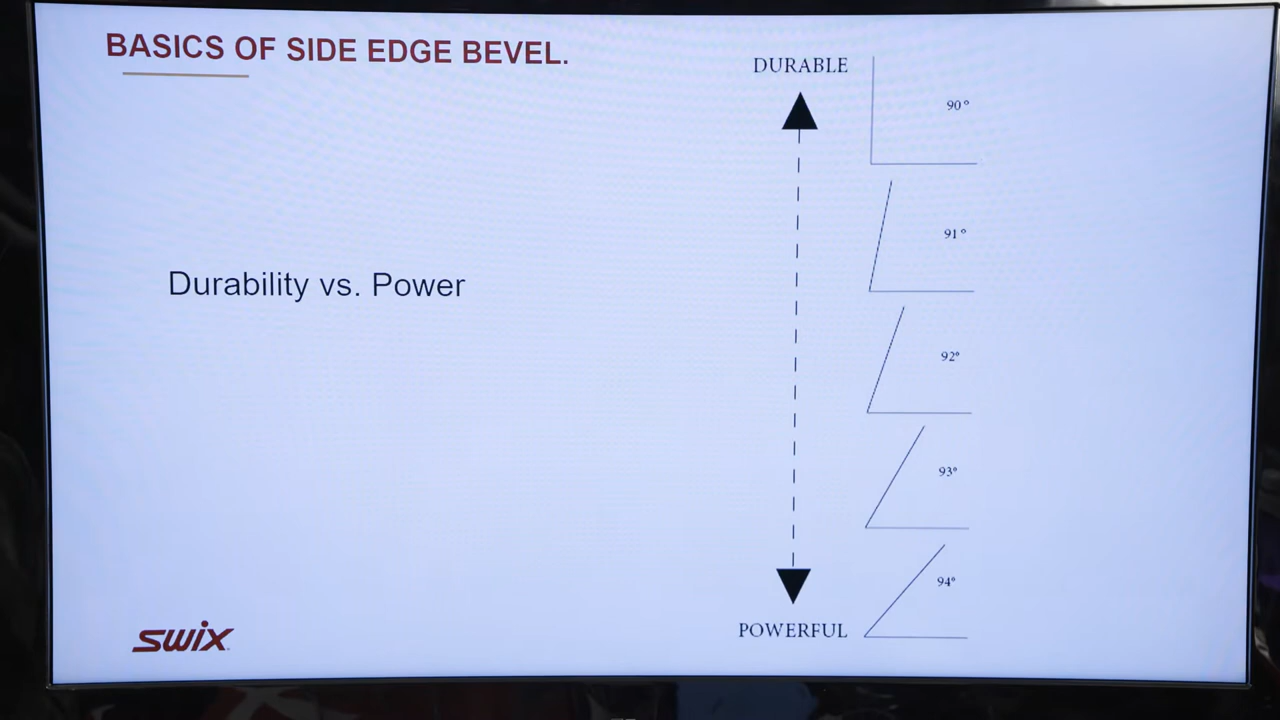 BASICS OF SIDE EDGE BEVEL.
Durability vs. Power
DURABLE
90°
91°
92°
93°
94°
POWERFUL
swix